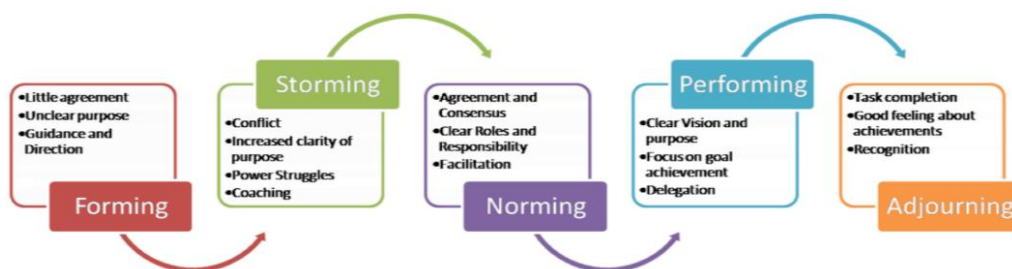 Forming
•Little agreement
•Unclear purpose
•Guidance and
Direction
Storming
•Conflict
•Increased clarity of
purpose
•Power Struggles
•Coaching
•Agreement and
Consensus
•Clear Roles and
Responsibility
•Facilitation
Norming
Performing
•Clear Vision and
purpose
•Focus on goal
achievement
•Delegation
•Task completion
•Good feeling about
achievements
•Recognition
Adjourning